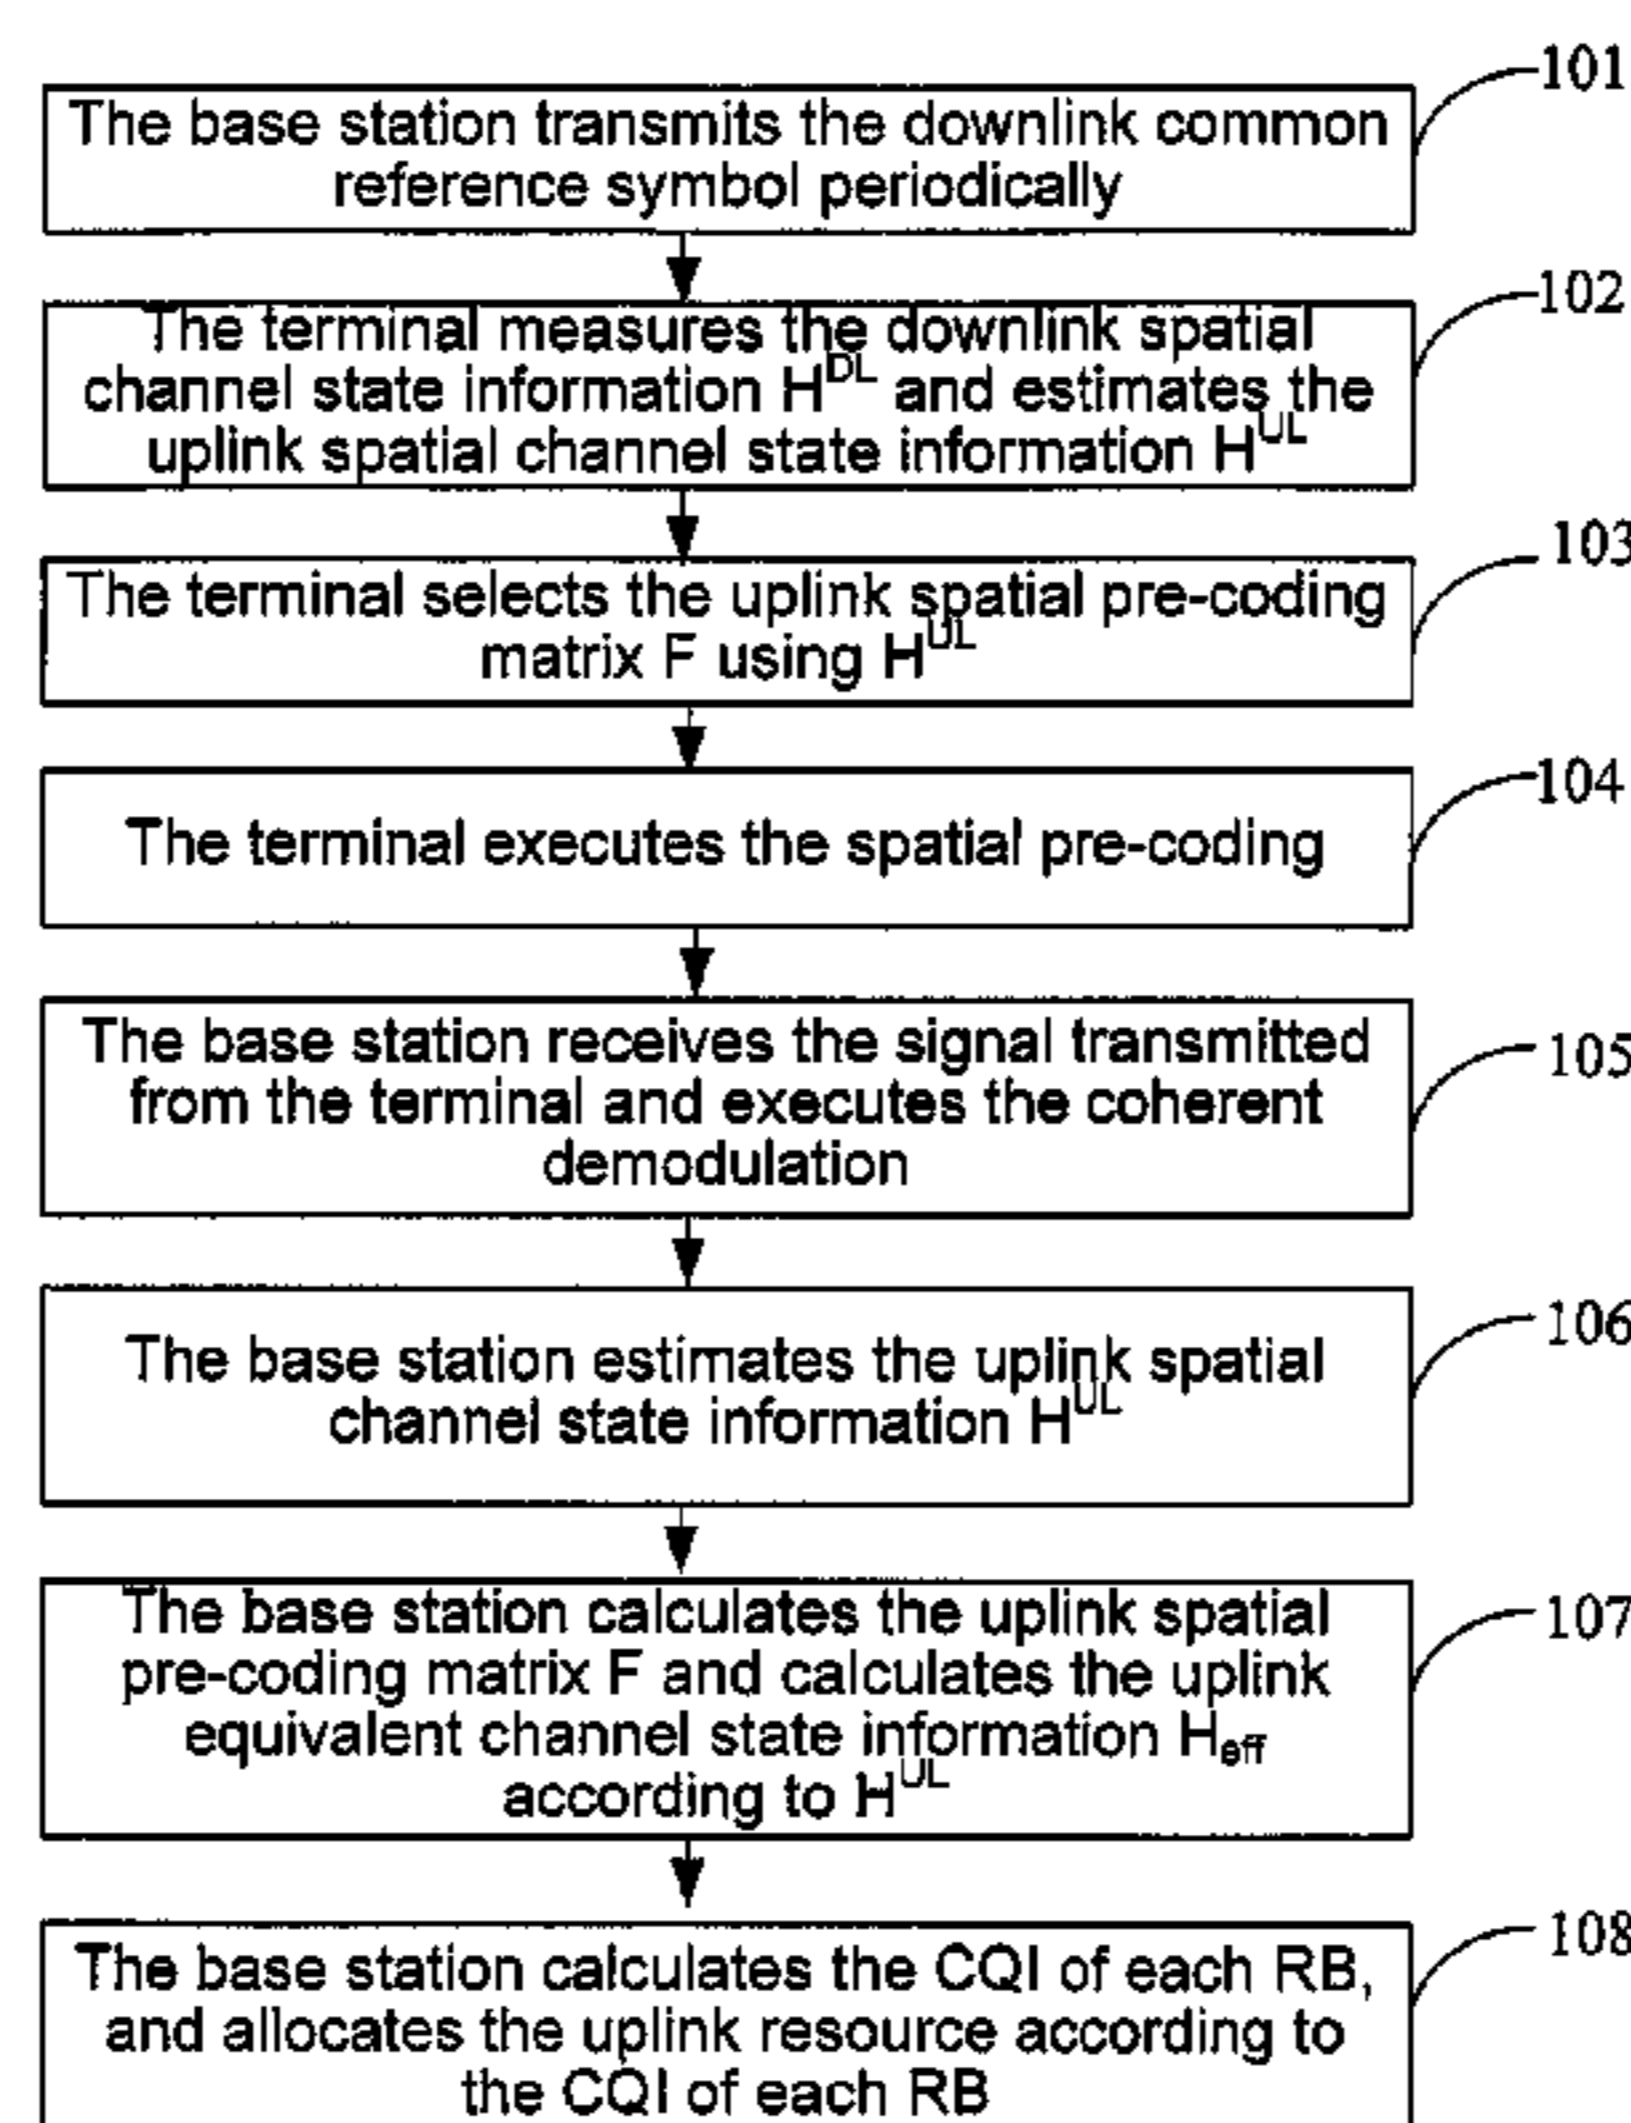 101
The base station transmits the downlink common
reference symbol periodically
102
The terminal measures the downlink spatial
channel state information H^DL and estimates the
uplink spatial channel state information H^UL
103
The terminal selects the uplink spatial pre-coding
matrix F using H^UL
104
The terminal executes the spatial pre-coding
105
The base station receives the signal transmitted
from the terminal and executes the coherent
demodulation
106
The base station estimates the uplink spatial
channel state information H^UL
107
The base station calculates the uplink spatial
pre-coding matrix F and calculates the uplink
equivalent channel state information H_eff
according to H^UL
108
The base station calculates the CQI of each RB,
and allocates the uplink resource according to
the CQI of each RB